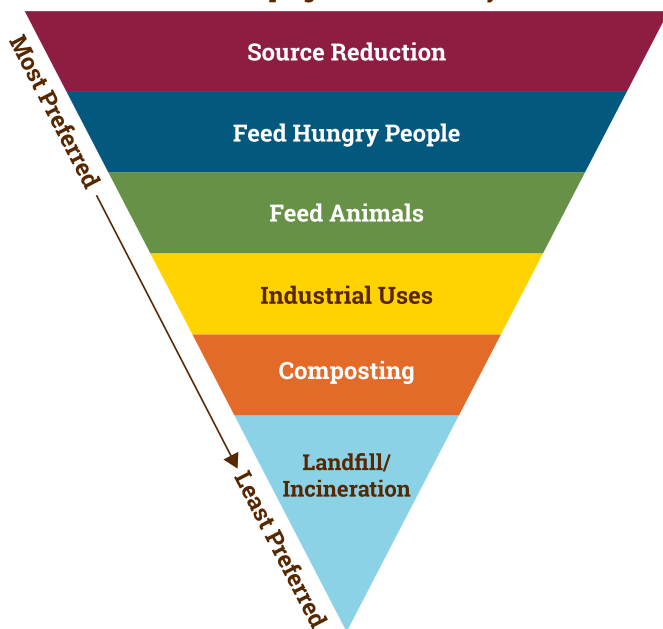 Source Reduction
Most Preferred
Feed Hungry People
Feed Animals
Industrial Uses
Composting
Landfill/
Incineration
Least Preferred